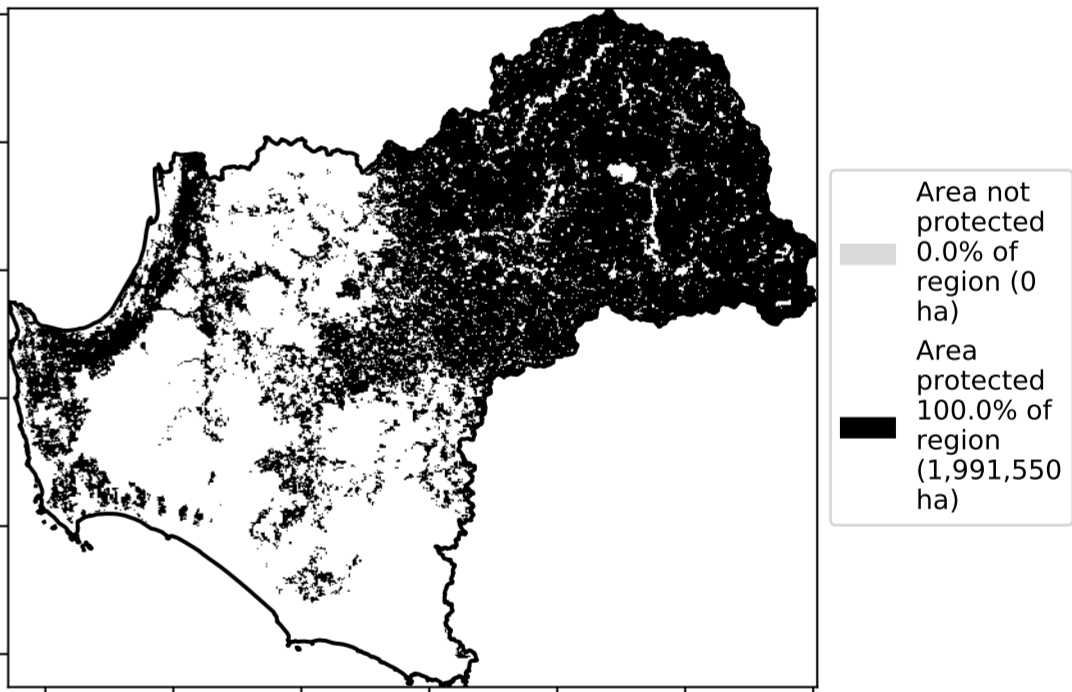 Area not
protected
0.0% of
region (0
ha)
Area
protected
100.0% of
region
(1,991,550
ha)